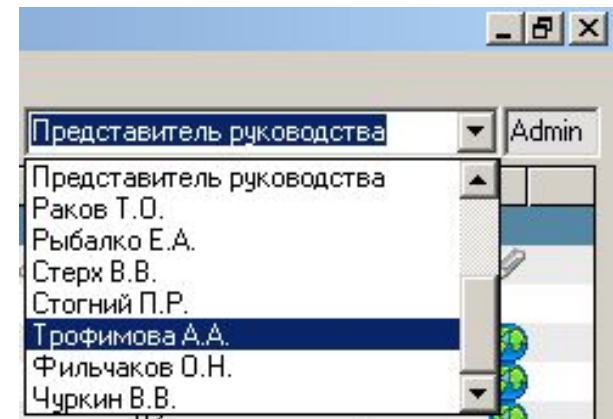 Представитель руководства
Admin
Представитель руководства
Раков Т.О.
Рыбалко Е.А.
Стерх В.В.
Стогний П.Р.
Трофимова А.А.
Фильчаков О.Н.
Чуркин В.В.